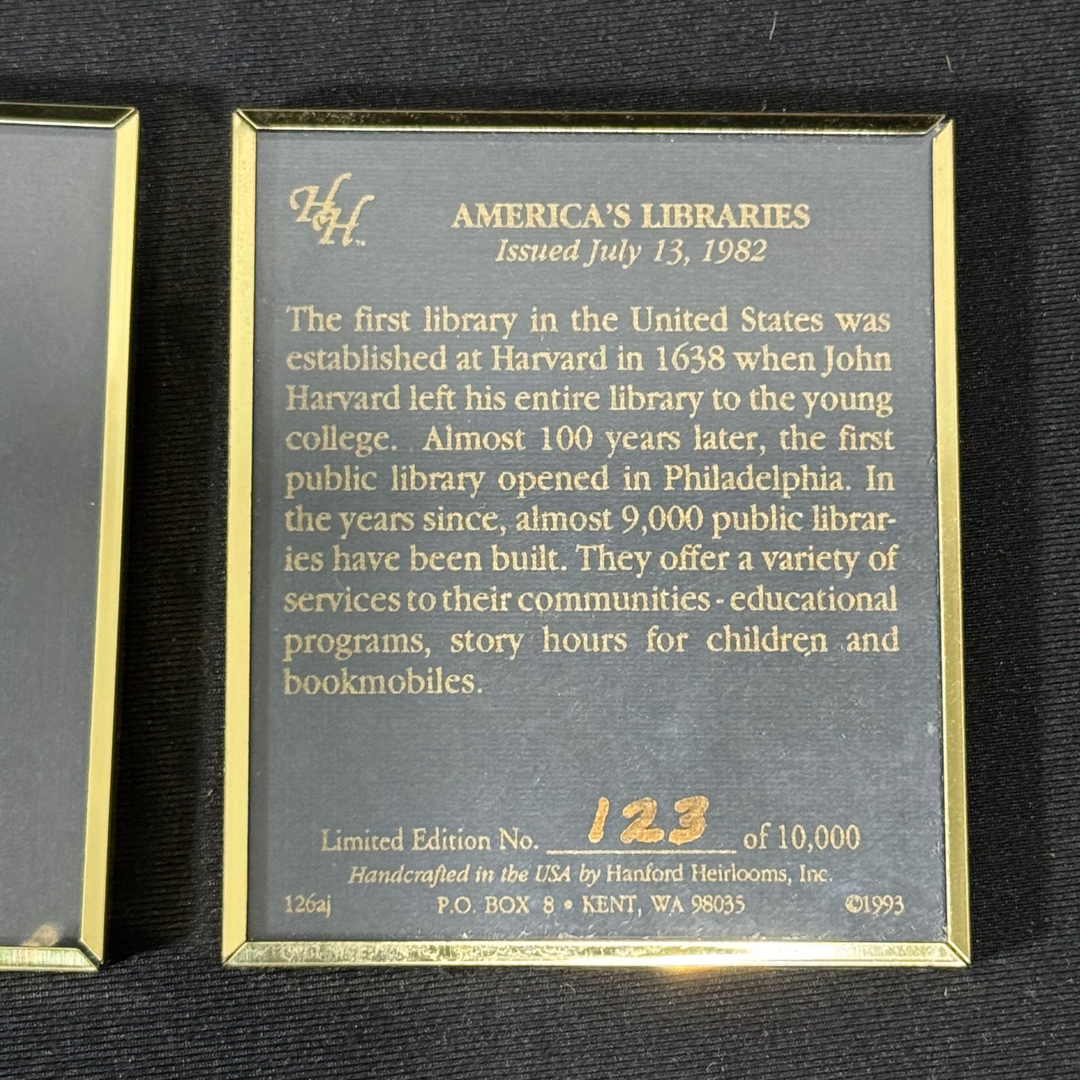 H&H™
AMERICA'S LIBRARIES
Issued July 13, 1982
The first library in the United States was
established at Harvard in 1638 when John
Harvard left his entire library to the young
college. Almost 100 years later, the first
public library opened in Philadelphia. In
the years since, almost 9,000 public librar-
ies have been built. They offer a variety of
services to their communities - educational
programs, story hours for children and
bookmobiles.
Limited Edition No. 123 of 10,000
Handcrafted in the USA by Hanford Heirlooms, Inc.
126aj P.O. BOX 8 • KENT, WA 98035 ©1993